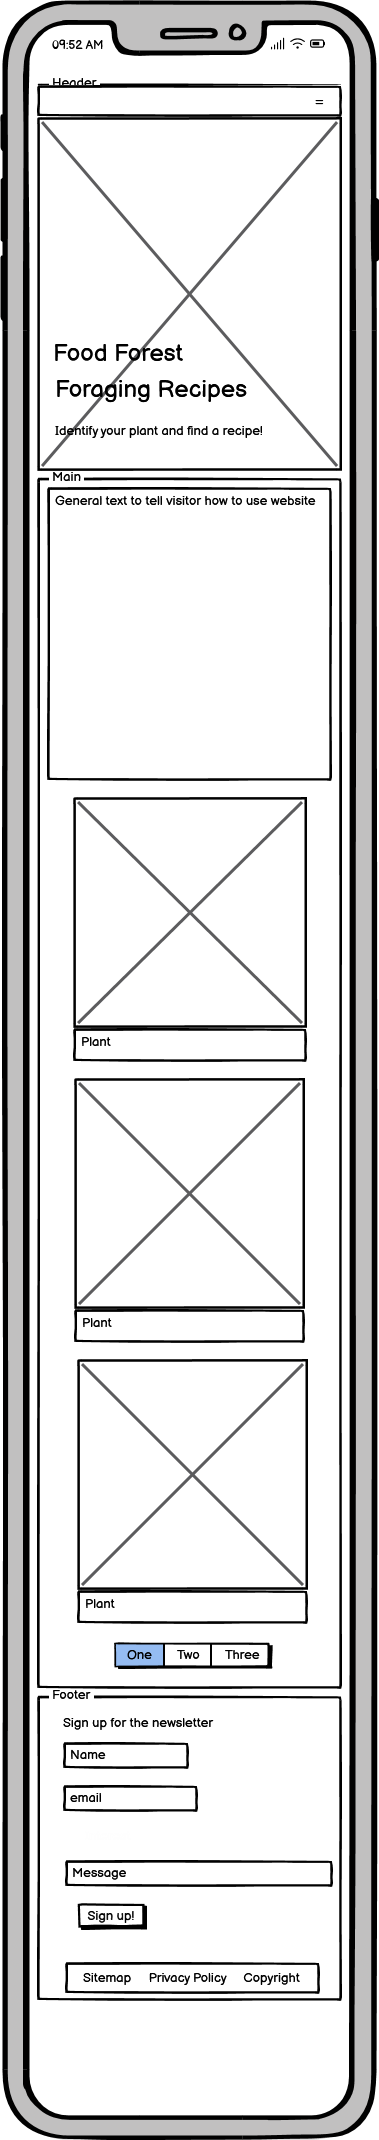 09:52 AM
Header
=
Food Forest
Foraging Recipes
Identify your plant and find a recipe!
Main
General text to tell visitor how to use website
Plant
Plant
Plant
One Two Three
Footer
Sign up for the newsletter
Name
email
Message
Sign up!
Sitemap Privacy Policy Copyright